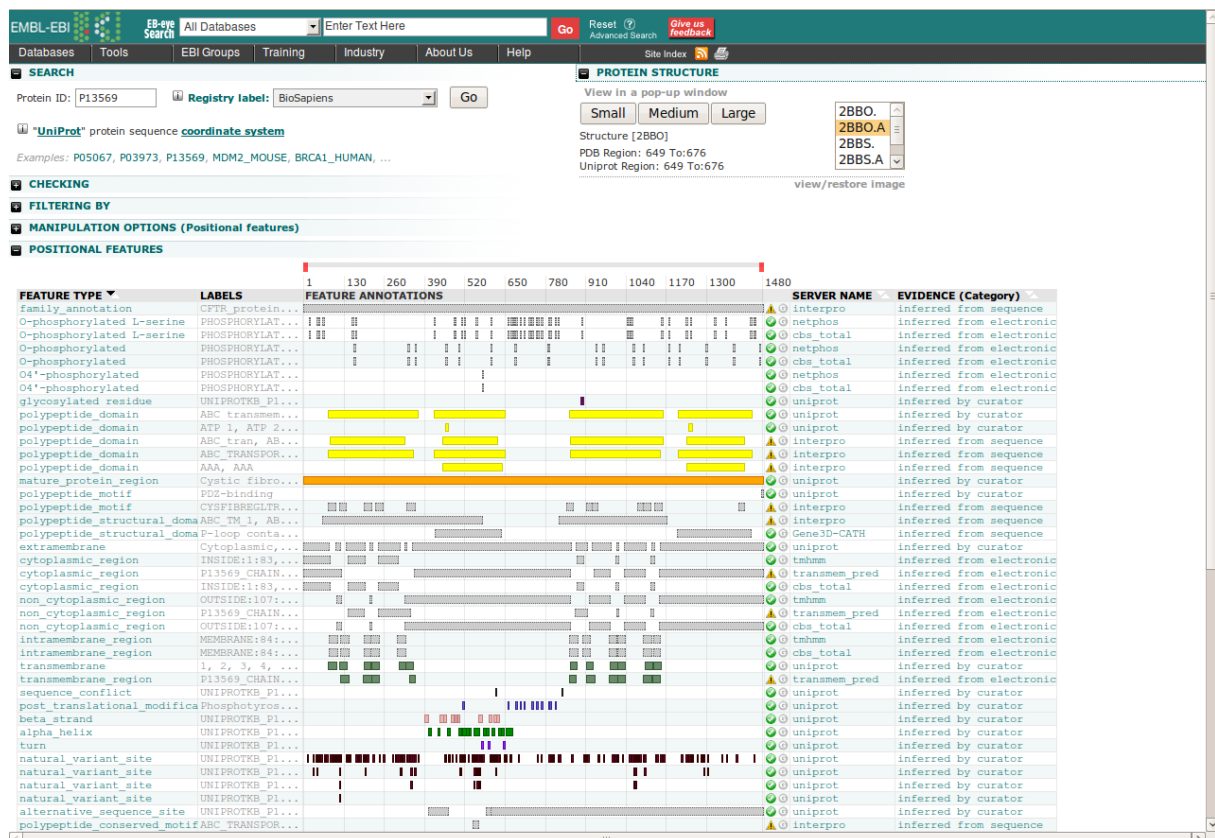 EMBL-EBI
EB-eye Search
All Databases
Enter Text Here
Go
Reset ? Advanced Search
Give us feedback
Databases Tools EBI Groups Training Industry About Us Help Site Index
SEARCH
Protein ID: P13569 Registry label: BioSapiens Go
"UniProt" protein sequence coordinate system
Examples: P05067, P03973, P13569, MDM2_MOUSE, BRCA1_HUMAN, ...
PROTEIN STRUCTURE
View in a pop-up window
Small Medium Large
Structure [2BBO]
PDB Region: 649 To:676
Uniprot Region: 649 To:676
2BBO.
2BBO.A
2BBS.
2BBS.A
view/restore image
CHECKING
FILTERING BY
MANIPULATION OPTIONS (Positional features)
POSITIONAL FEATURES
1 130 260 390 520 650 780 910 1040 1170 1300 1480
FEATURE TYPE LABELS FEATURE ANNOTATIONS SERVER NAME EVIDENCE (Category)
family_annotation CFTR_protein... interpro inferred from sequence
O-phosphorylated L-serine PHOSPHORYLAT... netphos inferred from electronic
O-phosphorylated L-serine PHOSPHORYLAT... cbs_total inferred from electronic
O-phosphorylated PHOSPHORYLAT... netphos inferred from electronic
O-phosphorylated PHOSPHORYLAT... cbs_total inferred from electronic
O4'-phosphorylated PHOSPHORYLAT... netphos inferred from electronic
O4'-phosphorylated PHOSPHORYLAT... cbs_total inferred from electronic
glycosylated residue UNIPROTKB_P1... uniprot inferred by curator
polypeptide_domain ABC transmem... uniprot inferred by curator
polypeptide_domain ATP 1, ATP 2... uniprot inferred by curator
polypeptide_domain ABC_tran, AB... interpro inferred from sequence
polypeptide_domain ABC_TRANSPOR... interpro inferred from sequence
polypeptide_domain AAA, AAA interpro inferred from sequence
mature_protein_region Cystic fibro... uniprot inferred by curator
polypeptide_motif PDZ-binding uniprot inferred by curator
polypeptide_motif CYSFIBREGLTR... interpro inferred from sequence
polypeptide_structural_doma ABC_TM_1, AB... interpro inferred from sequence
polypeptide_structural_doma P-loop conta... Gene3D-CATH inferred from sequence
extramembrane Cytoplasmic,... uniprot inferred by curator
cytoplasmic_region INSIDE:1:83,... tmhmm inferred from electronic
cytoplasmic_region P13569_CHAIN... transmem_pred inferred from electronic
cytoplasmic_region INSIDE:1:83,... cbs_total inferred from electronic
non_cytoplasmic_region OUTSIDE:107:... tmhmm inferred from electronic
non_cytoplasmic_region P13569_CHAIN... transmem_pred inferred from electronic
non_cytoplasmic_region OUTSIDE:107:... cbs_total inferred from electronic
intramembrane_region MEMBRANE:84:... tmhmm inferred from electronic
intramembrane_region MEMBRANE:84:... cbs_total inferred from electronic
transmembrane 1, 2, 3, 4, ... uniprot inferred by curator
transmembrane_region P13569_CHAIN... transmem_pred inferred from electronic
sequence_conflict UNIPROTKB_P1... uniprot inferred by curator
post_translational_modifica Phosphotyros... uniprot inferred by curator
beta_strand UNIPROTKB_P1... uniprot inferred by curator
alpha_helix UNIPROTKB_P1... uniprot inferred by curator
turn UNIPROTKB_P1... uniprot inferred by curator
natural_variant_site UNIPROTKB_P1... uniprot inferred by curator
natural_variant_site UNIPROTKB_P1... uniprot inferred by curator
natural_variant_site UNIPROTKB_P1... uniprot inferred by curator
natural_variant_site UNIPROTKB_P1... uniprot inferred by curator
alternative_sequence_site UNIPROTKB_P1... uniprot inferred by curator
polypeptide_conserved_motif ABC_TRANSPOR... interpro inferred from sequence